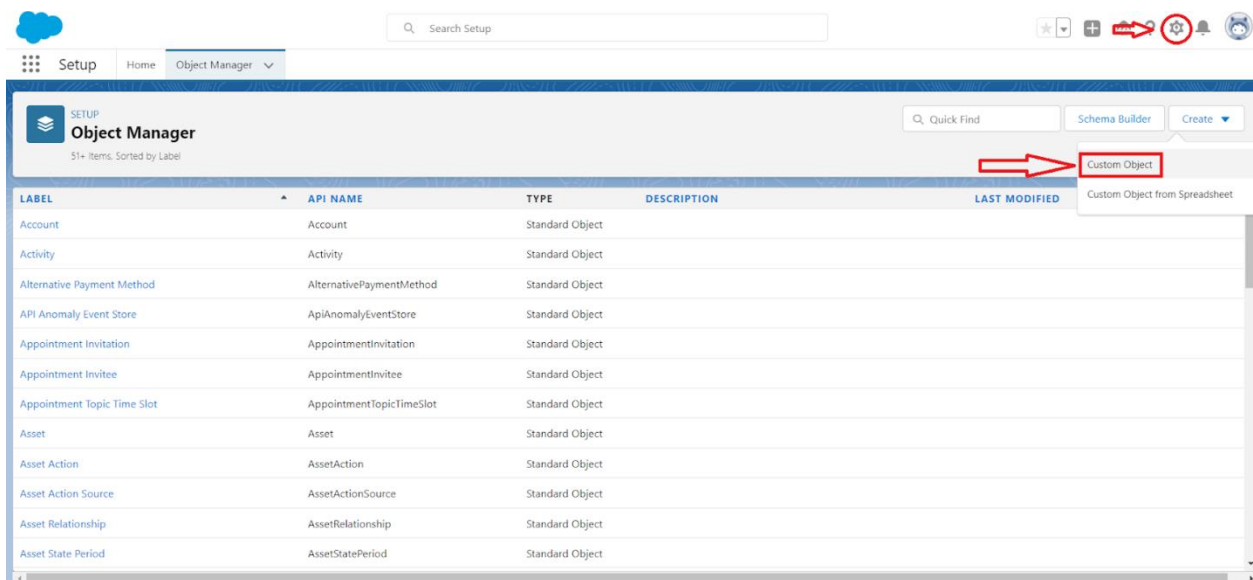 Search Setup
Setup Home Object Manager
SETUP
Object Manager
51+ Items, Sorted by Label
Quick Find
Schema Builder
Create
Custom Object
Custom Object from Spreadsheet
LABEL API NAME TYPE DESCRIPTION LAST MODIFIED
Account Account Standard Object
Activity Activity Standard Object
Alternative Payment Method AlternativePaymentMethod Standard Object
API Anomaly Event Store ApiAnomalyEventStore Standard Object
Appointment Invitation AppointmentInvitation Standard Object
Appointment Invitee AppointmentInvitee Standard Object
Appointment Topic Time Slot AppointmentTopicTimeSlot Standard Object
Asset Asset Standard Object
Asset Action AssetAction Standard Object
Asset Action Source AssetActionSource Standard Object
Asset Relationship AssetRelationship Standard Object
Asset State Period AssetStatePeriod Standard Object